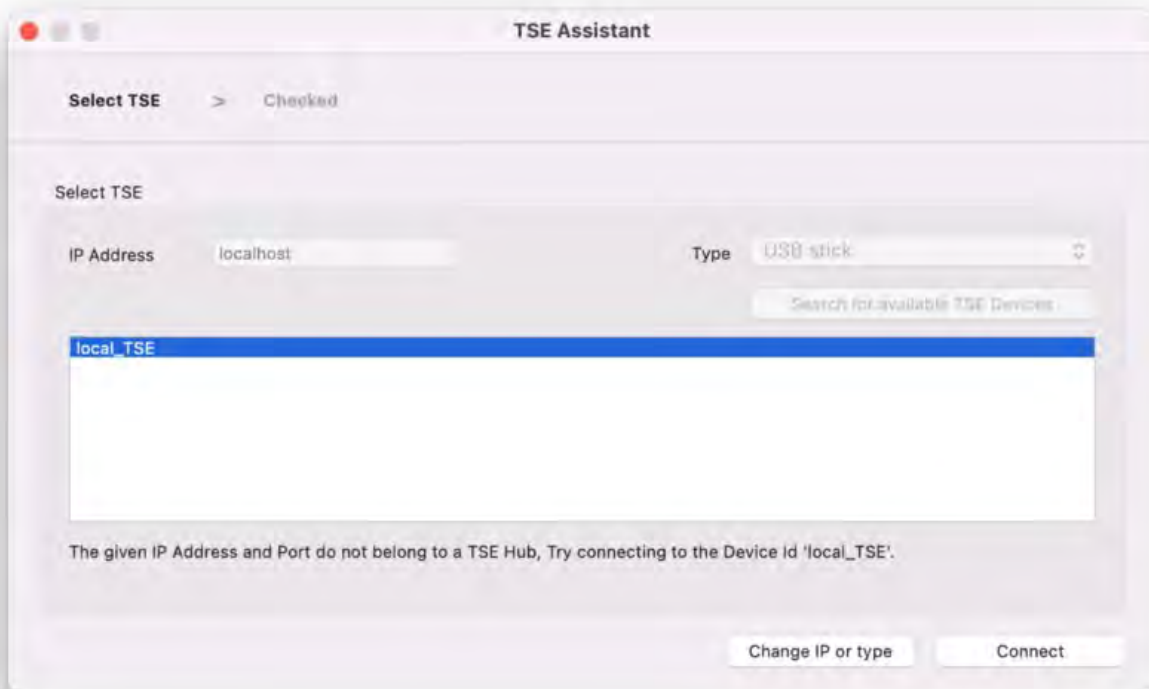 TSE Assistant
Select TSE > Checked
Select TSE
IP Address localhost Type USB stick
Search for available TSE Devices
local_TSE
The given IP Address and Port do not belong to a TSE Hub, Try connecting to the Device Id 'local_TSE'.
Change IP or type Connect